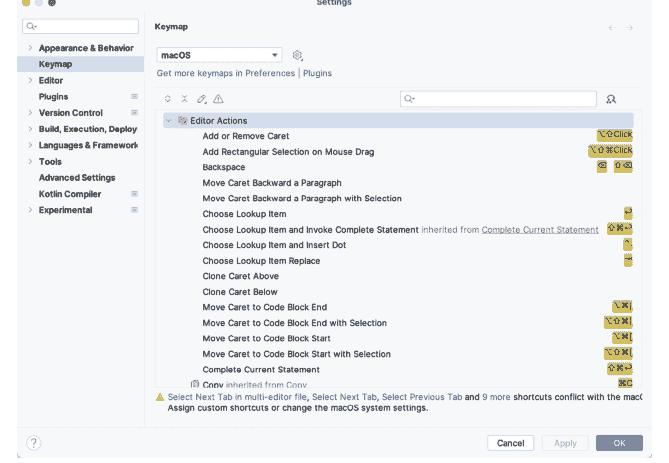 Settings
Appearance & Behavior
Keymap
Editor
Plugins
Version Control
Build, Execution, Deploy
Languages & Framework
Tools
Advanced Settings
Kotlin Compiler
Experimental
Keymap
macOS
Get more keymaps in Preferences | Plugins
Editor Actions
Add or Remove Caret ⌥⇧Click
Add Rectangular Selection on Mouse Drag ⌥⇧⌘Click
Backspace ⌫ ⇧⌫
Move Caret Backward a Paragraph
Move Caret Backward a Paragraph with Selection
Choose Lookup Item ↩
Choose Lookup Item and Invoke Complete Statement inherited from Complete Current Statement ⇧⌘↩
Choose Lookup Item and Insert Dot ⌃.
Choose Lookup Item Replace
Clone Caret Above
Clone Caret Below
Move Caret to Code Block End ⌥⌘]
Move Caret to Code Block End with Selection ⌥⇧⌘]
Move Caret to Code Block Start ⌥⌘[
Move Caret to Code Block Start with Selection ⌥⇧⌘[
Complete Current Statement ⇧⌘↩
Copy inherited from Copy ⌘C
Select Next Tab in multi-editor file, Select Next Tab, Select Previous Tab and 9 more shortcuts conflict with the mac
Assign custom shortcuts or change the macOS system settings.
? Cancel Apply OK